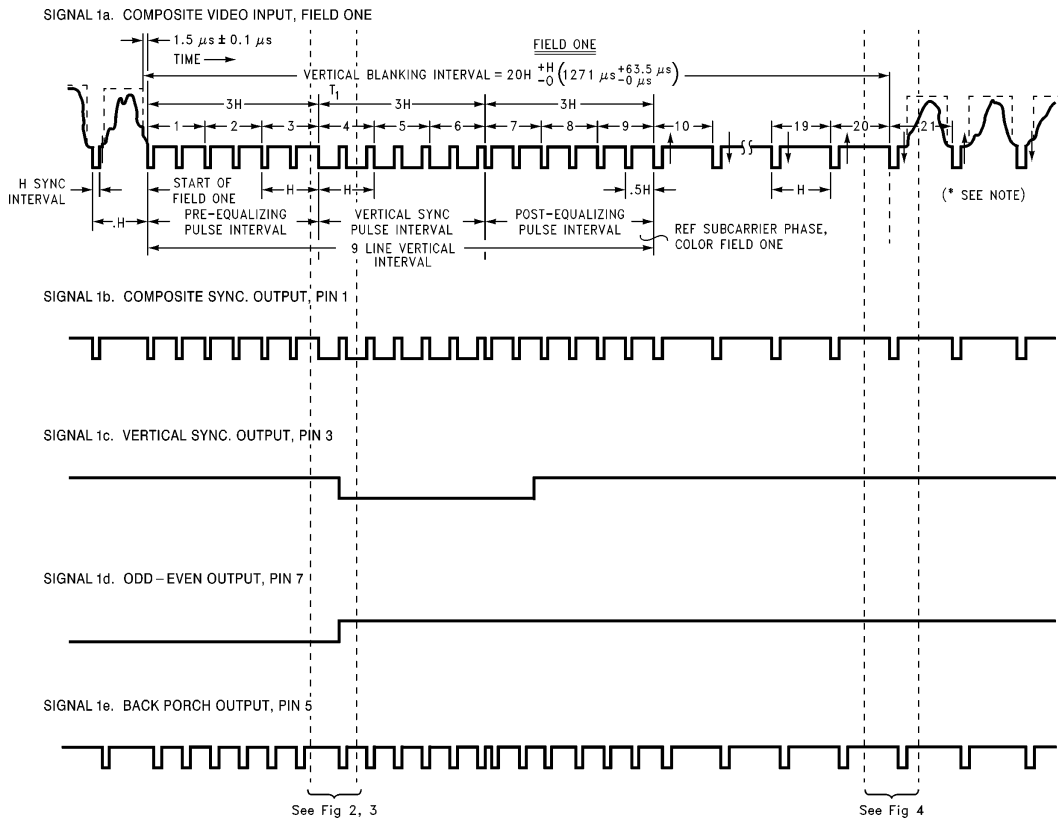 SIGNAL 1a. COMPOSITE VIDEO INPUT, FIELD ONE
1.5 µs ± 0.1 µs
TIME
FIELD ONE
VERTICAL BLANKING INTERVAL = 20H +H -0 (1271 µs +63.5 µs -0 µs)
T1
3H 3H 3H
1 2 3 4 5 6 7 8 9 10 19 20 21
H SYNC INTERVAL
START OF FIELD ONE
H H .5H H
(* SEE NOTE)
.H
PRE-EQUALIZING PULSE INTERVAL
VERTICAL SYNC PULSE INTERVAL
POST-EQUALIZING PULSE INTERVAL
REF SUBCARRIER PHASE, COLOR FIELD ONE
9 LINE VERTICAL INTERVAL
SIGNAL 1b. COMPOSITE SYNC. OUTPUT, PIN 1
SIGNAL 1c. VERTICAL SYNC. OUTPUT, PIN 3
SIGNAL 1d. ODD–EVEN OUTPUT, PIN 7
SIGNAL 1e. BACK PORCH OUTPUT, PIN 5
See Fig 2, 3
See Fig 4